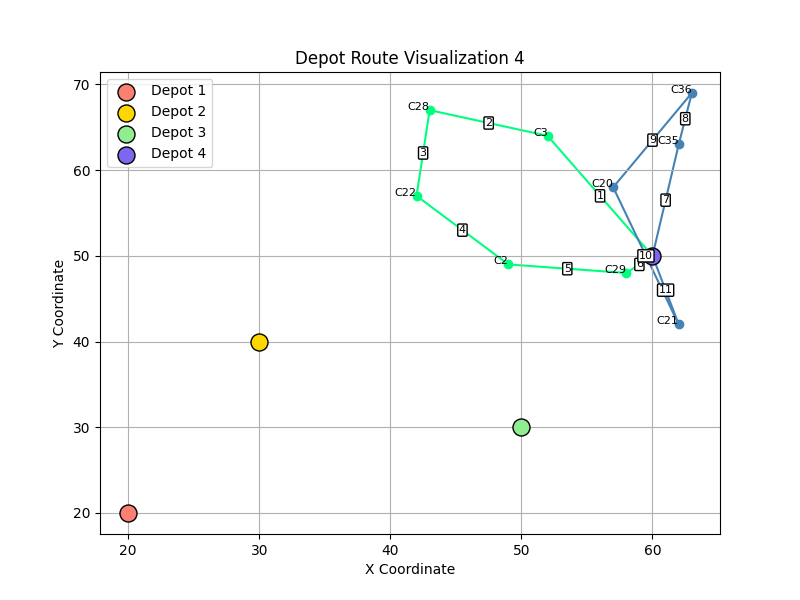 Depot Route Visualization 4
Depot 1
Depot 2
Depot 3
Depot 4
Y Coordinate
70
60
50
40
30
20
C36
C28
2
C3
8
9
C35
3
C20
C22
1
7
4
C2
5
C29
6
10
11
C21
20
30
40
50
60
X Coordinate